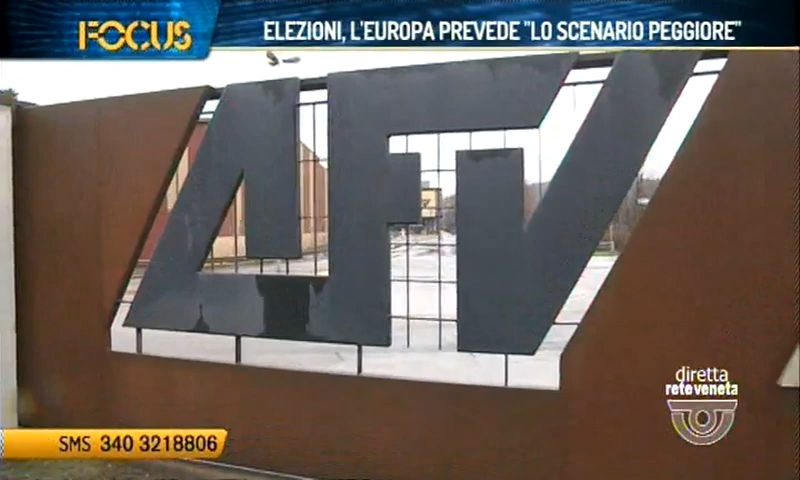 FOCUS
ELEZIONI, L'EUROPA PREVEDE "LO SCENARIO PEGGIORE"
AFV
diretta
reteveneta
SMS 340 3218806